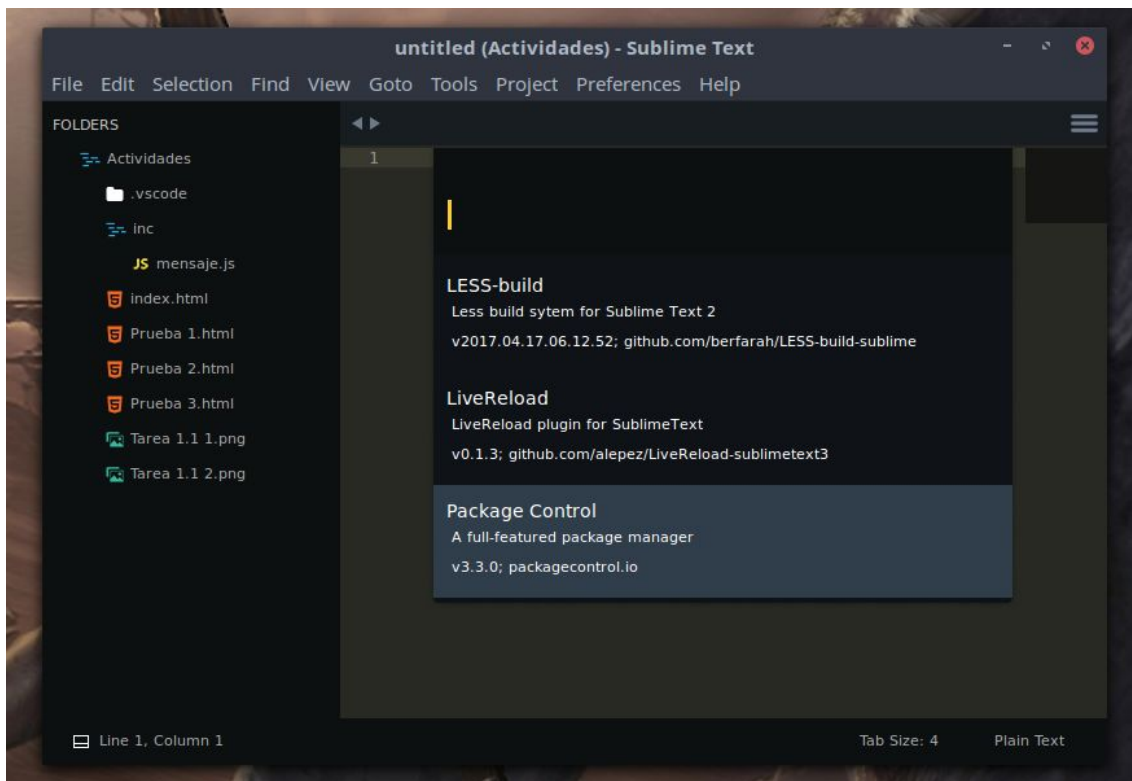 untitled (Actividades) - Sublime Text
File Edit Selection Find View Goto Tools Project Preferences Help
FOLDERS
Actividades
.vscode
inc
JS mensaje.js
index.html
Prueba 1.html
Prueba 2.html
Prueba 3.html
Tarea 1.1 1.png
Tarea 1.1 2.png
1
LESS-build
Less build sytem for Sublime Text 2
v2017.04.17.06.12.52; github.com/berfarah/LESS-build-sublime
LiveReload
LiveReload plugin for SublimeText
v0.1.3; github.com/alepez/LiveReload-sublimetext3
Package Control
A full-featured package manager
v3.3.0; packagecontrol.io
Line 1, Column 1
Tab Size: 4
Plain Text